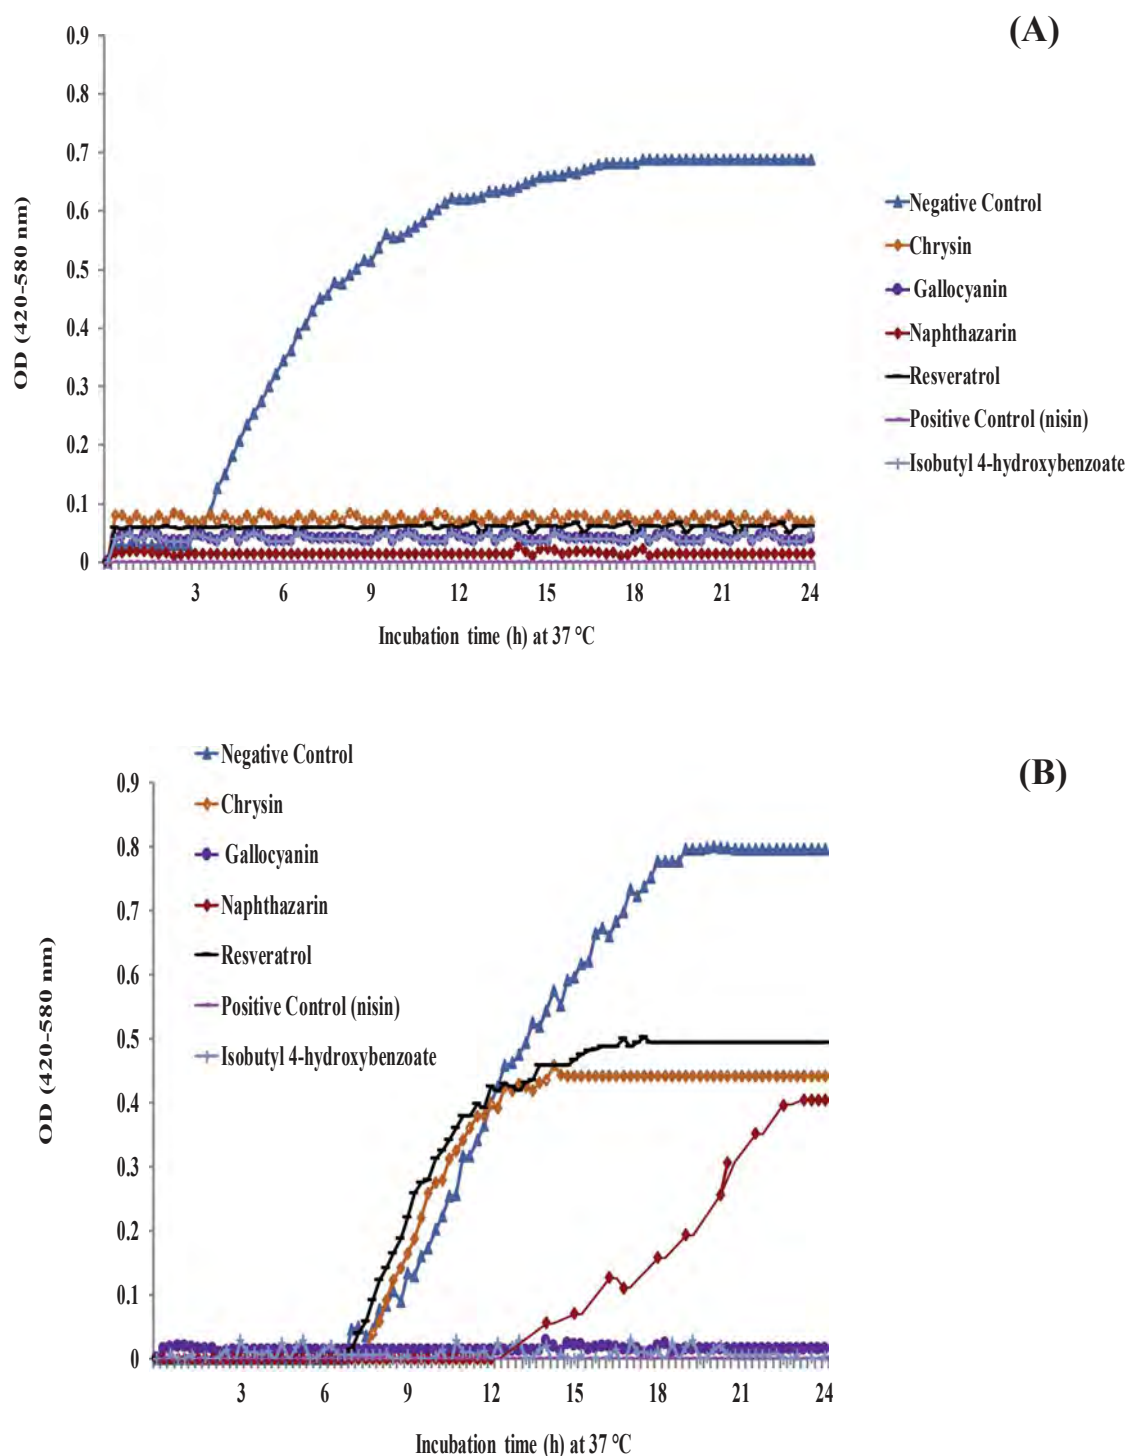 (A)
0.9
0.8
0.7
0.6
0.5
0.4
0.3
0.2
0.1
0
OD (420-580 nm)
3 6 9 12 15 18 21 24
Incubation time (h) at 37 °C
Negative Control
Chrysin
Gallocyanin
Naphthazarin
Resveratrol
Positive Control (nisin)
Isobutyl 4-hydroxybenzoate
(B)
Negative Control
Chrysin
Gallocyanin
Naphthazarin
Resveratrol
Positive Control (nisin)
Isobutyl 4-hydroxybenzoate
0.9
0.8
0.7
0.6
0.5
0.4
0.3
0.2
0.1
0
OD (420-580 nm)
3 6 9 12 15 18 21 24
Incubation time (h) at 37 °C